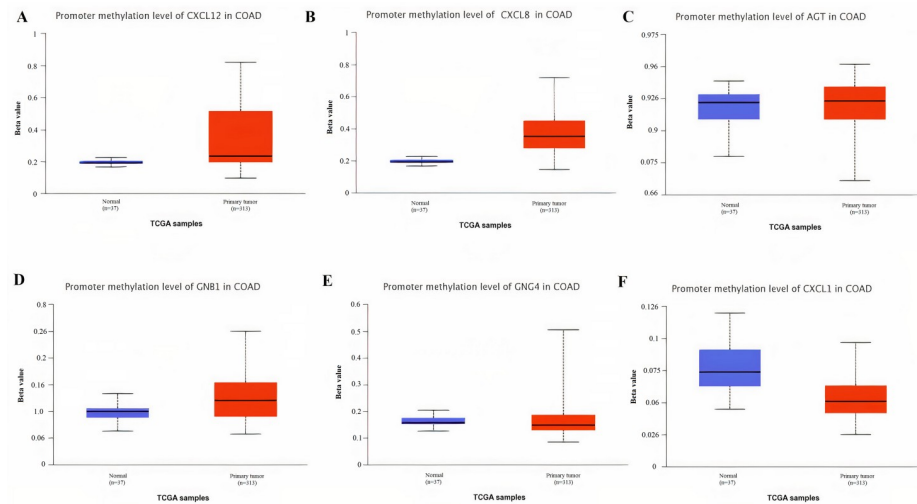 A
Promoter methylation level of CXCL12 in COAD
Beta value
1
0.8
0.6
0.4
0.2
0
Normal
(n=37)
Primary tumor
(n=313)
TCGA samples
B
Promoter methylation level of CXCL8 in COAD
Beta value
1
0.8
0.6
0.4
0.2
0
Normal
(n=37)
Primary tumor
(n=313)
TCGA samples
C
Promoter methylation level of AGT in COAD
Beta value
0.975
0.96
0.926
0.9
0.075
0.66
Normal
(n=37)
Primary tumor
(n=313)
TCGA samples
D
Promoter methylation level of GNB1 in COAD
Beta value
0.8
0.26
0.2
0.16
1.0
0.06
0
Normal
(n=37)
Primary tumor
(n=313)
TCGA samples
E
Promoter methylation level of GNG4 in COAD
Beta value
0.6
0.5
0.4
0.3
0.2
0.1
0
Normal
(n=37)
Primary tumor
(n=313)
TCGA samples
F
Promoter methylation level of CXCL1 in COAD
Beta value
0.126
0.1
0.075
0.06
0.026
0
Normal
(n=37)
Primary tumor
(n=313)
TCGA samples